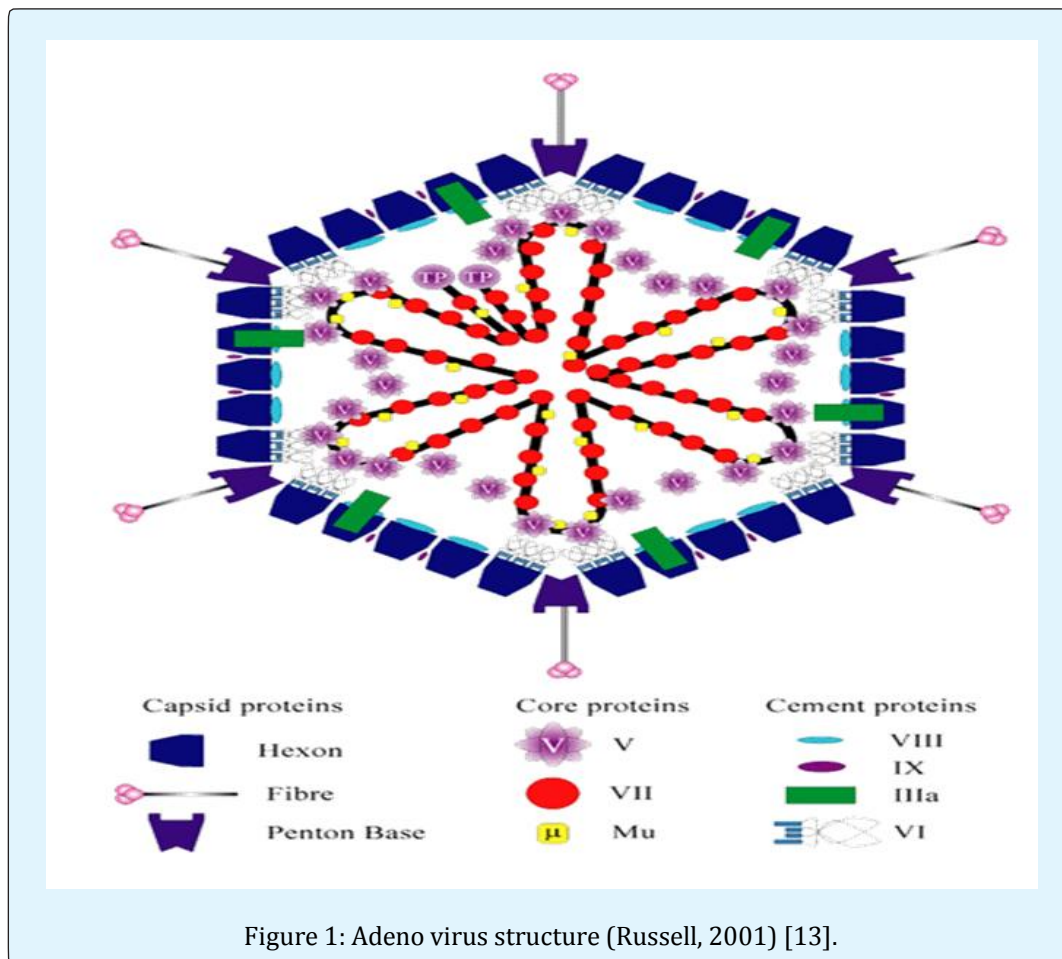 TP TP
V V V
V V V V
V V V
V V
V V
V V
V V
V V V V
V V V
V V
Capsid proteins Core proteins Cement proteins
Hexon V V VIII
IX
Fibre VII IIIa
Penton Base μ Mu VI
Figure 1: Adeno virus structure (Russell, 2001) [13].